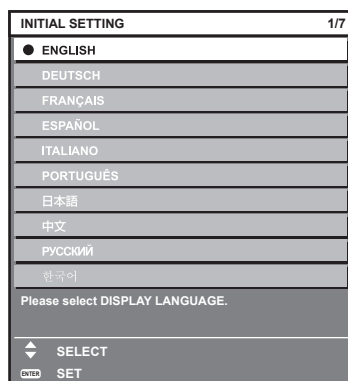 INITIAL SETTING 1/7
ENGLISH
DEUTSCH
FRANÇAIS
ESPAÑOL
ITALIANO
PORTUGUÊS
日本語
中文
РУССКИЙ
한국어
Please select DISPLAY LANGUAGE.
SELECT
ENTER SET